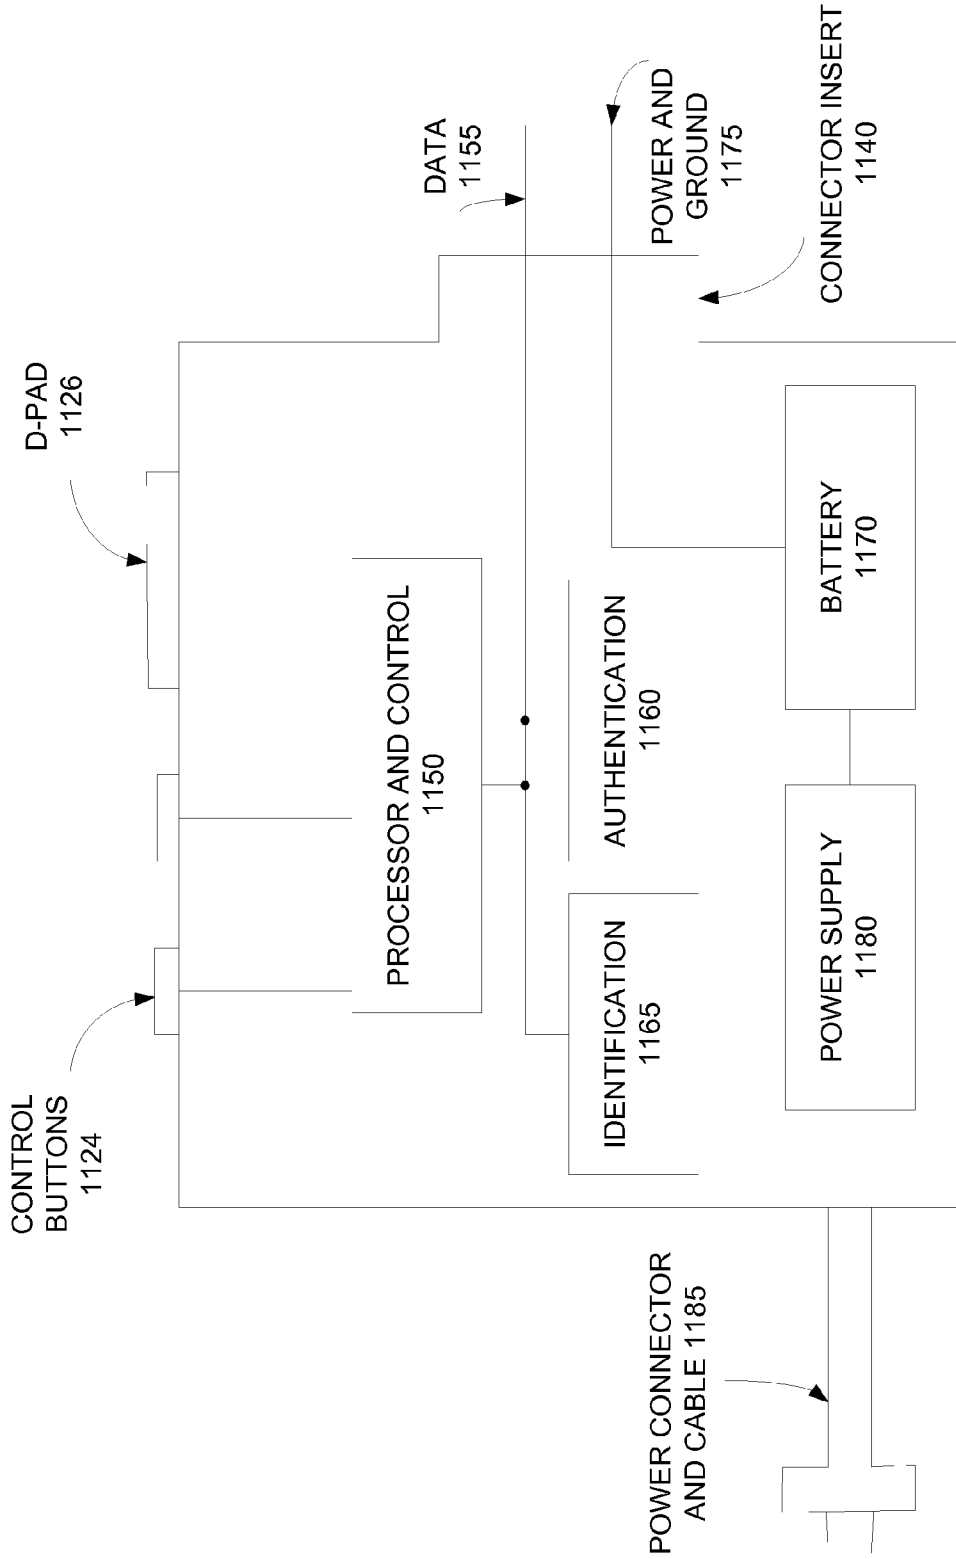 CONTROL
BUTTONS
1124
D-PAD
1126
DATA
1155
POWER AND
GROUND
1175
CONNECTOR INSERT
1140
PROCESSOR AND CONTROL
1150
IDENTIFICATION
1165
AUTHENTICATION
1160
POWER SUPPLY
1180
BATTERY
1170
POWER CONNECTOR
AND CABLE 1185